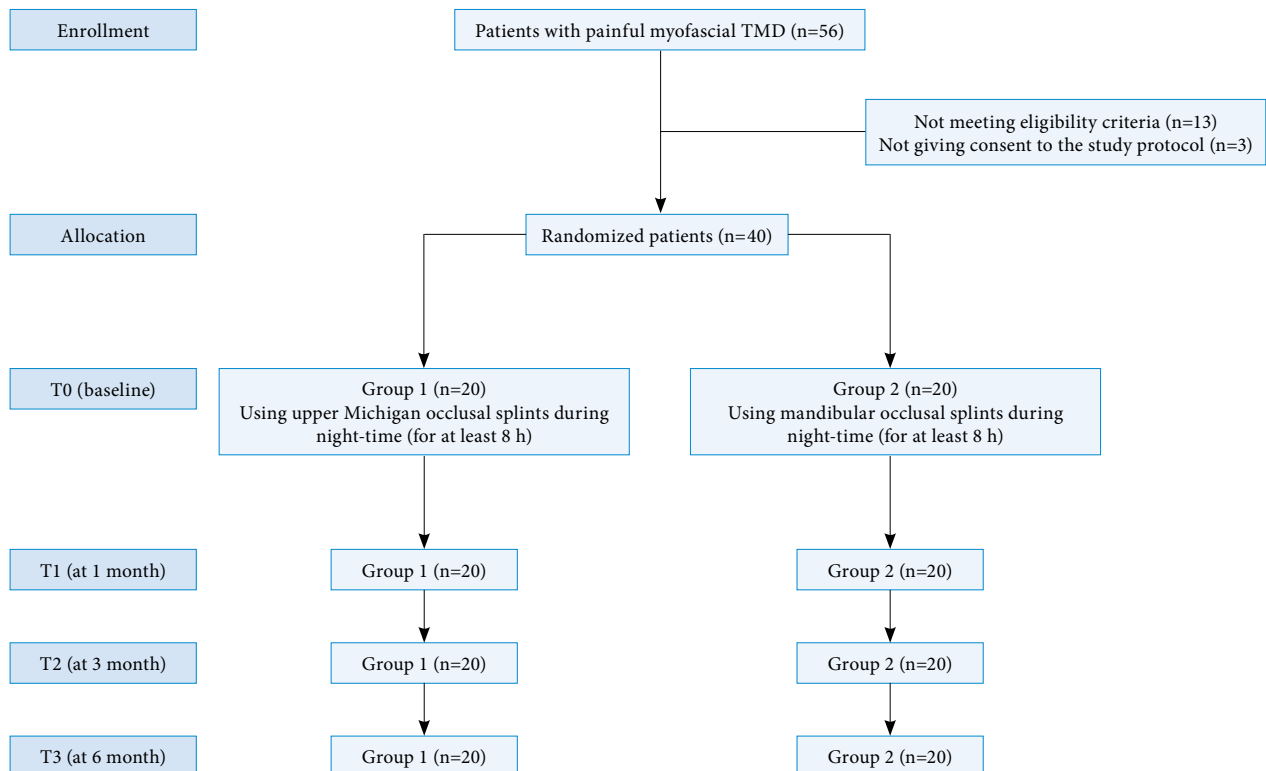 Enrollment
Patients with painful myofascial TMD (n=56)
Not meeting eligibility criteria (n=13)
Not giving consent to the study protocol (n=3)
Allocation
Randomized patients (n=40)
T0 (baseline)
Group 1 (n=20)
Using upper Michigan occlusal splints during
night-time (for at least 8 h)
Group 2 (n=20)
Using mandibular occlusal splints during
night-time (for at least 8 h)
T1 (at 1 month)
Group 1 (n=20)
Group 2 (n=20)
T2 (at 3 month)
Group 1 (n=20)
Group 2 (n=20)
T3 (at 6 month)
Group 1 (n=20)
Group 2 (n=20)